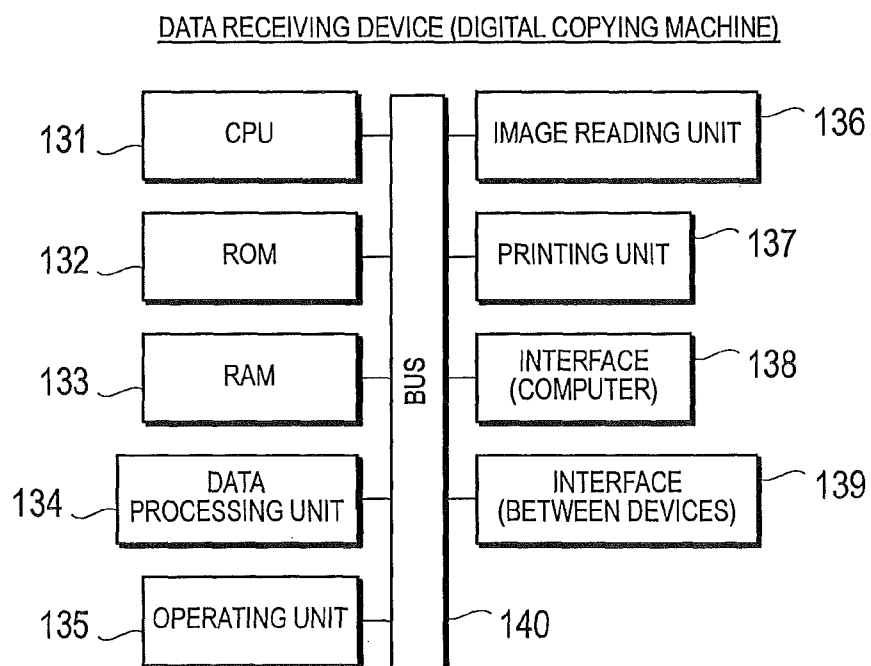 DATA RECEIVING DEVICE (DIGITAL COPYING MACHINE)
131
CPU
IMAGE READING UNIT
136
132
ROM
PRINTING UNIT
137
133
RAM
BUS
INTERFACE
(COMPUTER)
138
134
DATA
PROCESSING UNIT
INTERFACE
(BETWEEN DEVICES)
139
135
OPERATING UNIT
140